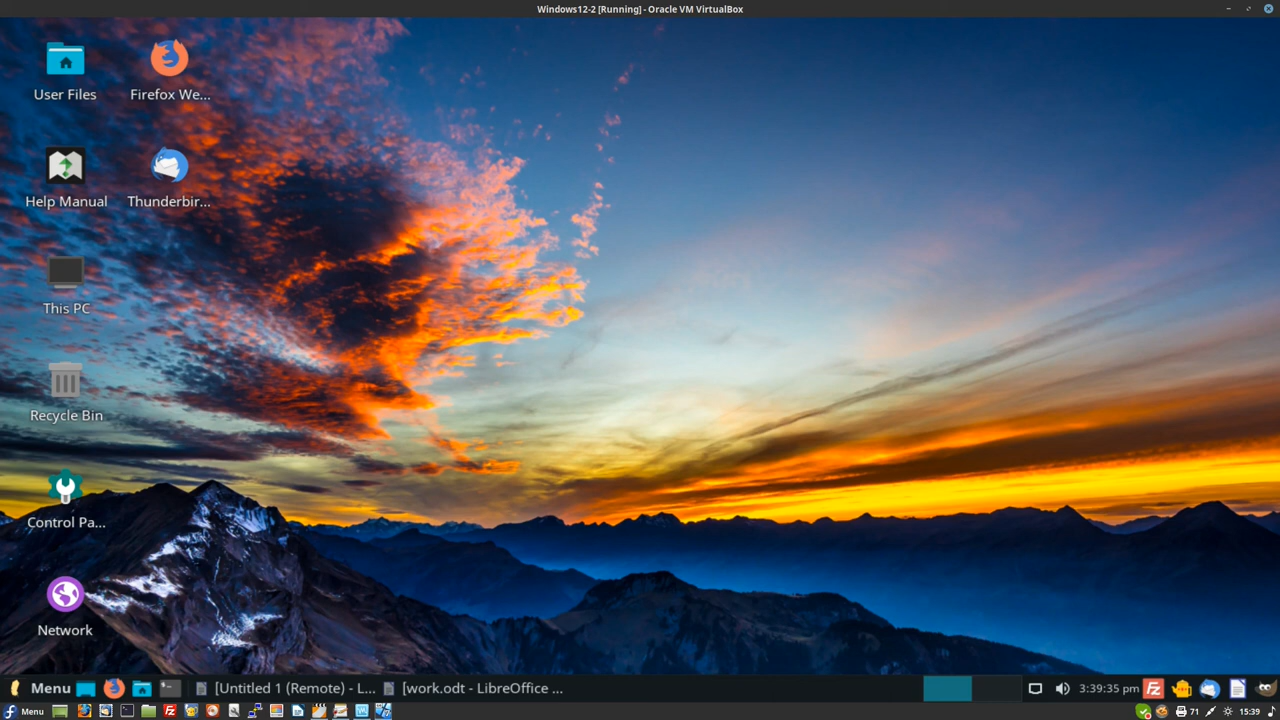 Windows12-2 [Running] - Oracle VM VirtualBox
User Files
Firefox We...
Help Manual
Thunderbir...
This PC
Recycle Bin
Control Pa...
Network
Menu
[Untitled 1 (Remote) - L...
[work.odt - LibreOffice ...
3:39:35 pm
Menu
71
15:39